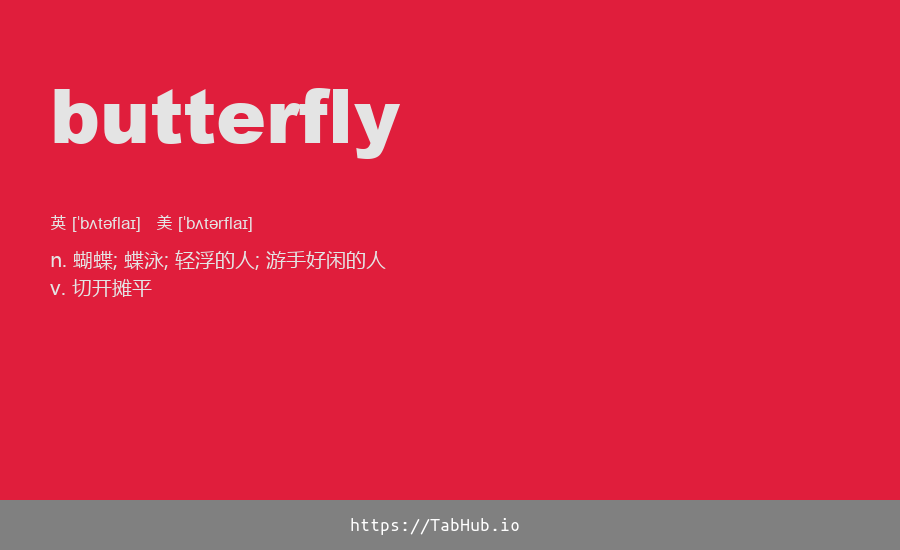 butterfly
英 [ˈbʌtəflaɪ] 美 [ˈbʌtərflaɪ]
n. 蝴蝶; 蝶泳; 轻浮的人; 游手好闲的人
v. 切开摊平
https://TabHub.io